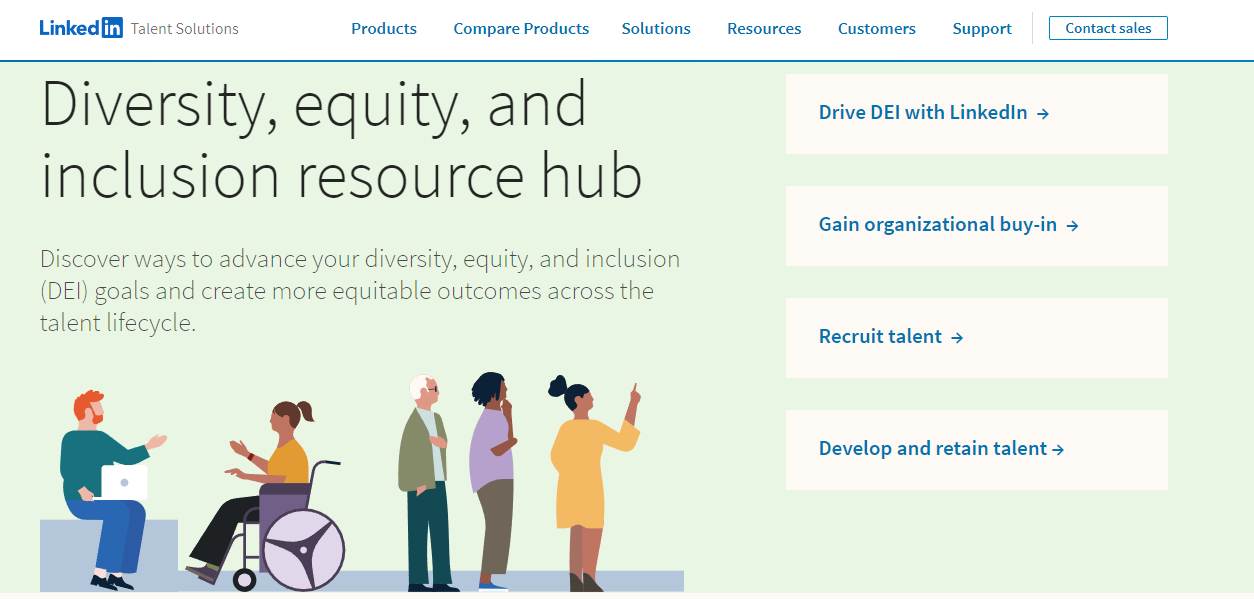 LinkedIn Talent Solutions
Products
Compare Products
Solutions
Resources
Customers
Support
Contact sales
Diversity, equity, and
inclusion resource hub
Discover ways to advance your diversity, equity, and inclusion
(DEI) goals and create more equitable outcomes across the
talent lifecycle.
Drive DEI with LinkedIn →
Gain organizational buy-in →
Recruit talent →
Develop and retain talent →